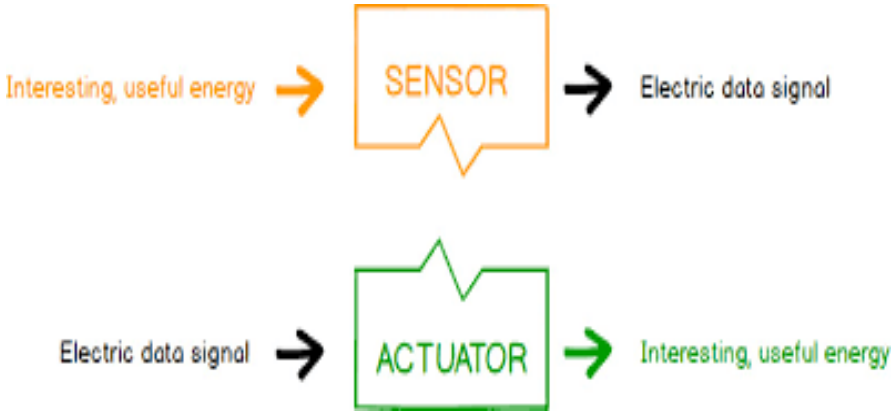 Interesting, useful energy
SENSOR
Electric data signal
Electric data signal
ACTUATOR
Interesting, useful energy